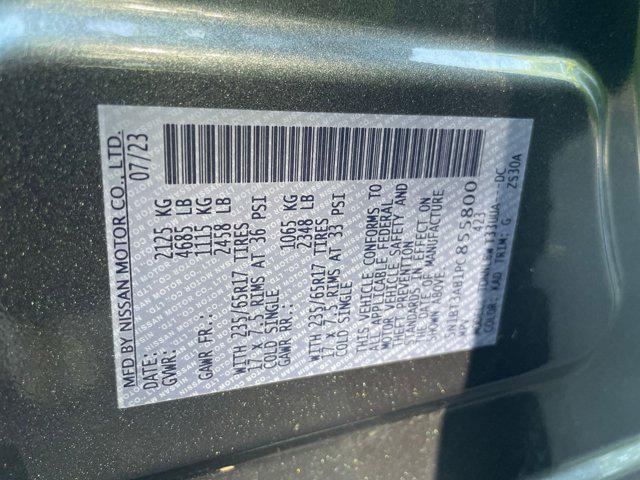 MFD BY NISSAN MOTOR CO., LTD.
DATE: 07/23
GVWR: 2125 KG
4685 LB
GAWR FR.: 1115 KG
2458 LB
WITH 235/65R17 TIRES
17 X 7.5 RIMS AT 36 PSI
COLD SINGLE
GAWR RR.: 1065 KG
2348 LB
WITH 235/65R17 TIRES
17 X 7.5 RIMS AT 33 PSI
COLD SINGLE
THIS VEHICLE CONFORMS TO
ALL APPLICABLE FEDERAL
MOTOR VEHICLE SAFETY AND
THEFT PREVENTION
STANDARDS IN EFFECT
ON THE DATE OF MANUFACTURE
SHOWN ABOVE.
5N1BT3AB1PC855800
423
-DC
COLOR: KAD TRIM: G ZS30A